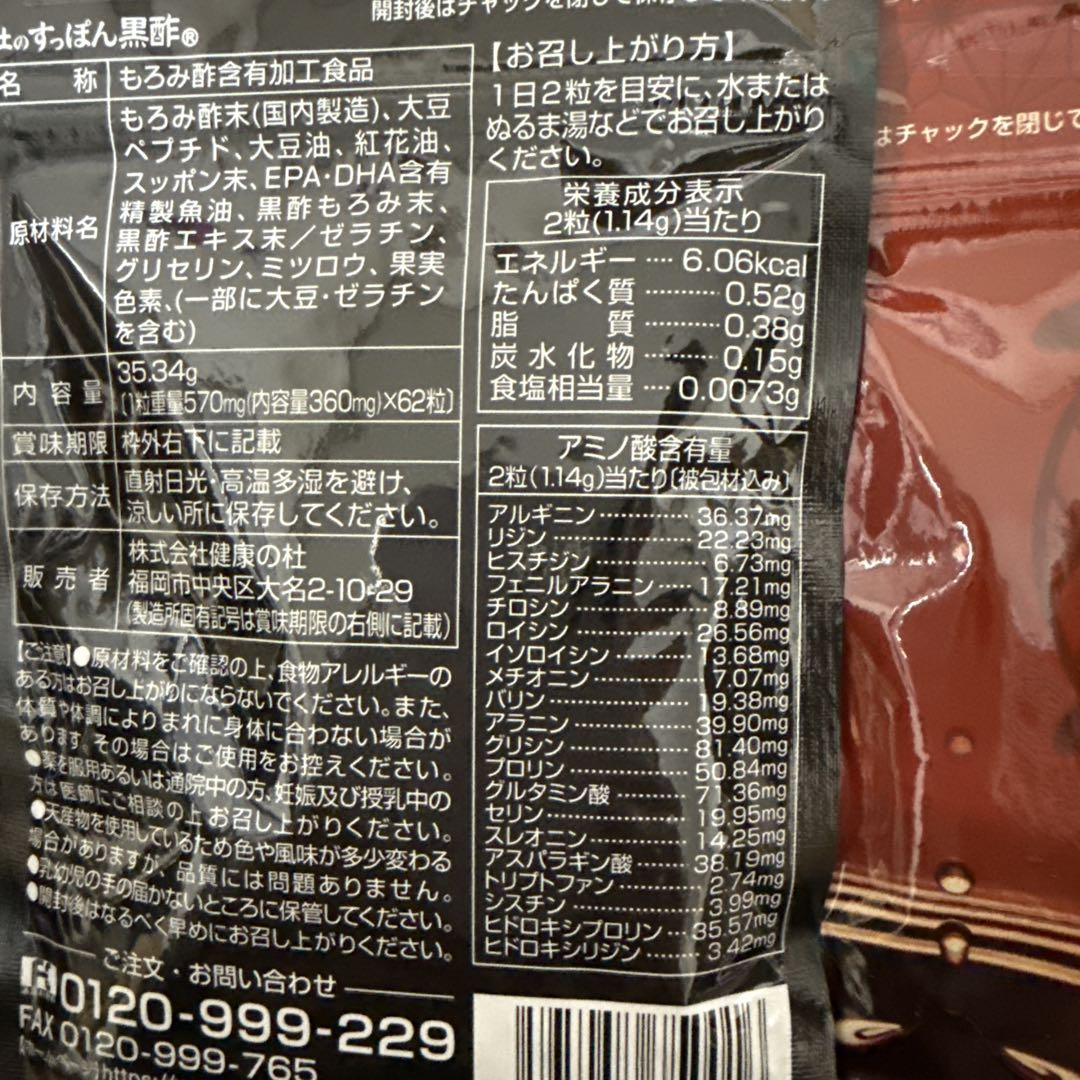 開封後はチャックを閉じて保存
のすっぽん黒酢®
名 称 もろみ酢含有加工食品
原材料名
もろみ酢末(国内製造)、大豆
ペプチド、大豆油、紅花油、
スッポン末、EPA・DHA含有
精製魚油、黒酢もろみ末、
黒酢エキス末/ゼラチン、
グリセリン、ミツロウ、果実
色素、(一部に大豆・ゼラチン
を含む)
内容量
35.34g
〔1粒重量570mg(内容量360mg)×62粒〕
賞味期限 枠外右下に記載
保存方法
直射日光・高温多湿を避け、
涼しい所に保存してください。
販売者
株式会社健康の杜
福岡市中央区大名2-10-29
(製造所固有記号は賞味期限の右側に記載)
【ご注意】●原材料をご確認の上、食物アレルギーの
ある方はお召し上がりにならないでください。また、
体質や体調によりまれに身体に合わない場合が
あります。その場合はご使用をお控えください。
●薬を服用あるいは通院中の方、妊娠及び授乳中の
方は医師にご相談の上お召し上がりください。
●天産物を使用しているため色や風味が多少変わる
場合がありますが、品質には問題ありません。
●乳幼児の手の届かないところに保管してください。
●開封後はなるべく早めにお召し上がりください。
ご注文・お問い合わせ
0120-999-229
FAX 0120-999-765
【お召し上がり方】
1日2粒を目安に、水または
ぬるま湯などでお召し上がり
ください。
栄養成分表示
2粒(1.14g)当たり
エネルギー‥‥6.06kcal
たんぱく質‥‥‥‥0.52g
脂 質‥‥‥‥0.38g
炭水化物‥‥‥‥0.15g
食塩相当量‥‥0.0073g
アミノ酸含有量
2粒(1.14g)当たり〔被包材込み〕
アルギニン‥‥‥‥36.37mg
リジン‥‥‥‥22.23mg
ヒスチジン‥‥‥‥6.73mg
フェニルアラニン‥‥17.21mg
チロシン‥‥‥‥8.89mg
ロイシン‥‥‥‥26.56mg
イソロイシン‥‥‥‥13.68mg
メチオニン‥‥‥‥7.07mg
バリン‥‥‥‥19.38mg
アラニン‥‥‥‥39.90mg
グリシン‥‥‥‥81.40mg
プロリン‥‥‥‥50.84mg
グルタミン酸‥‥‥‥71.36mg
セリン‥‥‥‥19.95mg
スレオニン‥‥‥‥14.25mg
アスパラギン酸‥‥‥38.19mg
トリプトファン‥‥‥‥2.74mg
シスチン‥‥‥‥3.99mg
ヒドロキシプロリン‥‥35.57mg
ヒドロキシリジン‥‥‥3.42mg
はチャックを閉じて